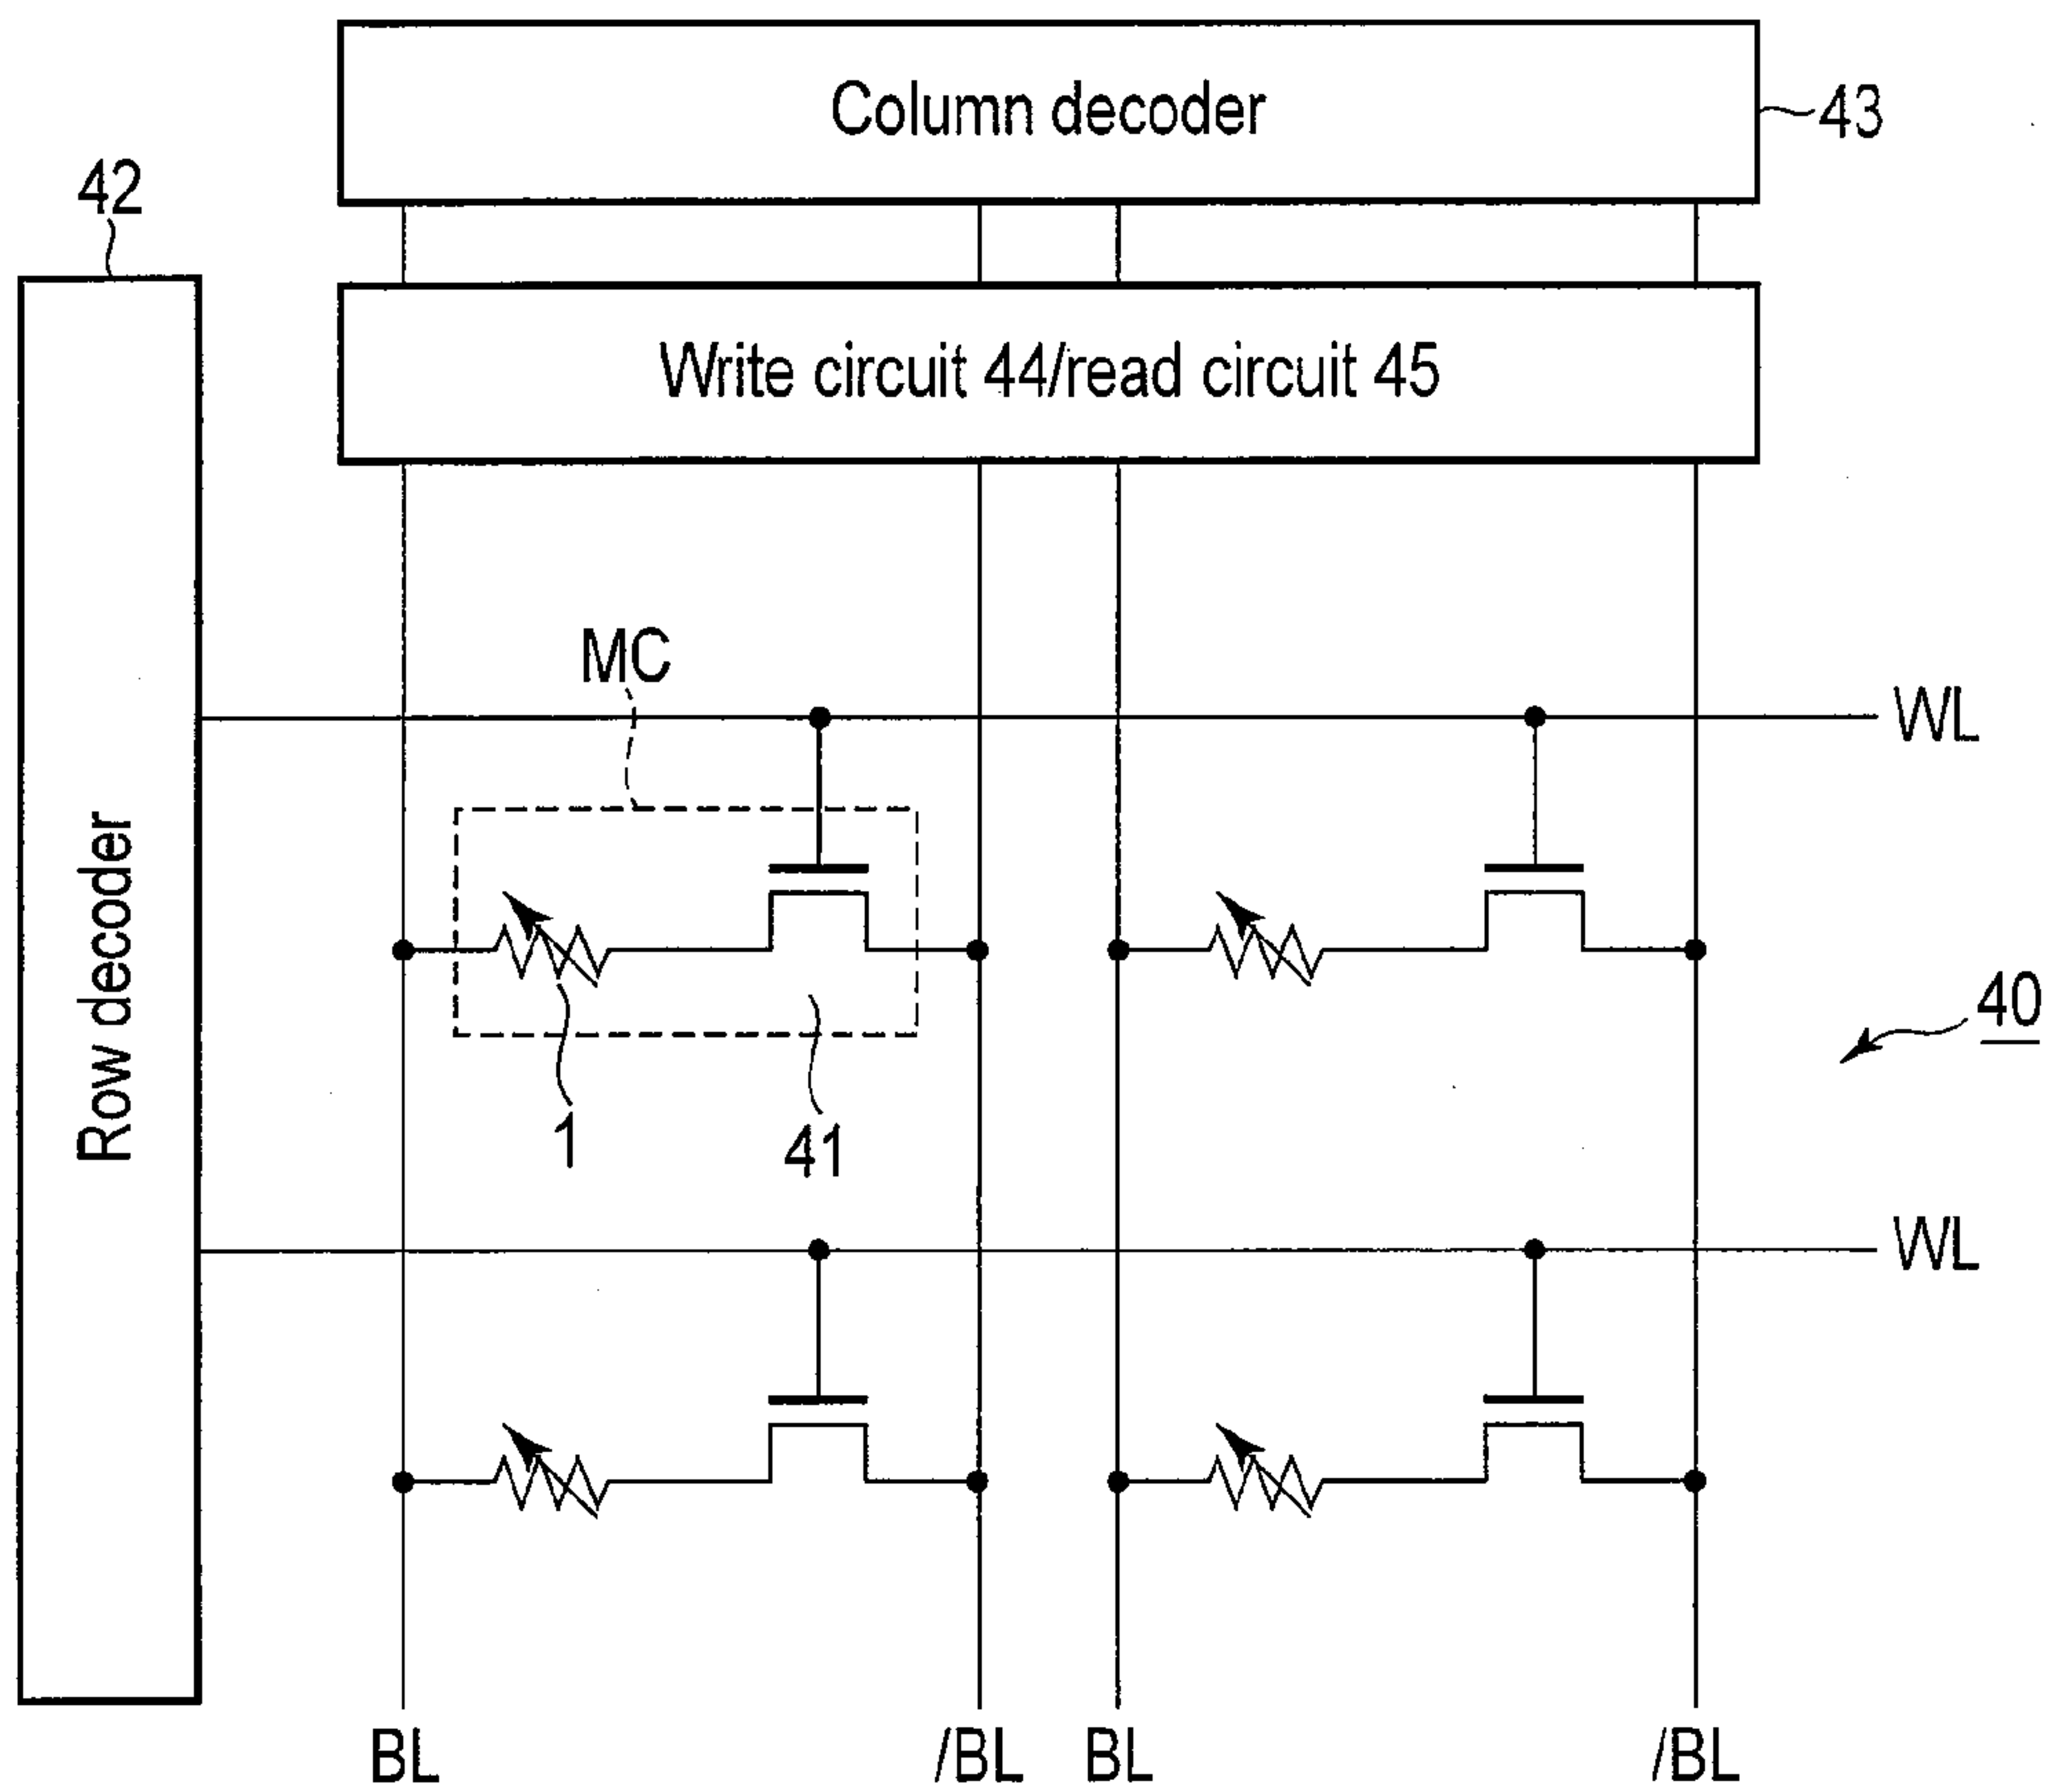 Column decoder
43
42
Write circuit 44/read circuit 45
MC
WL
Row decoder
40
1
41
WL
BL
/BL
BL
/BL